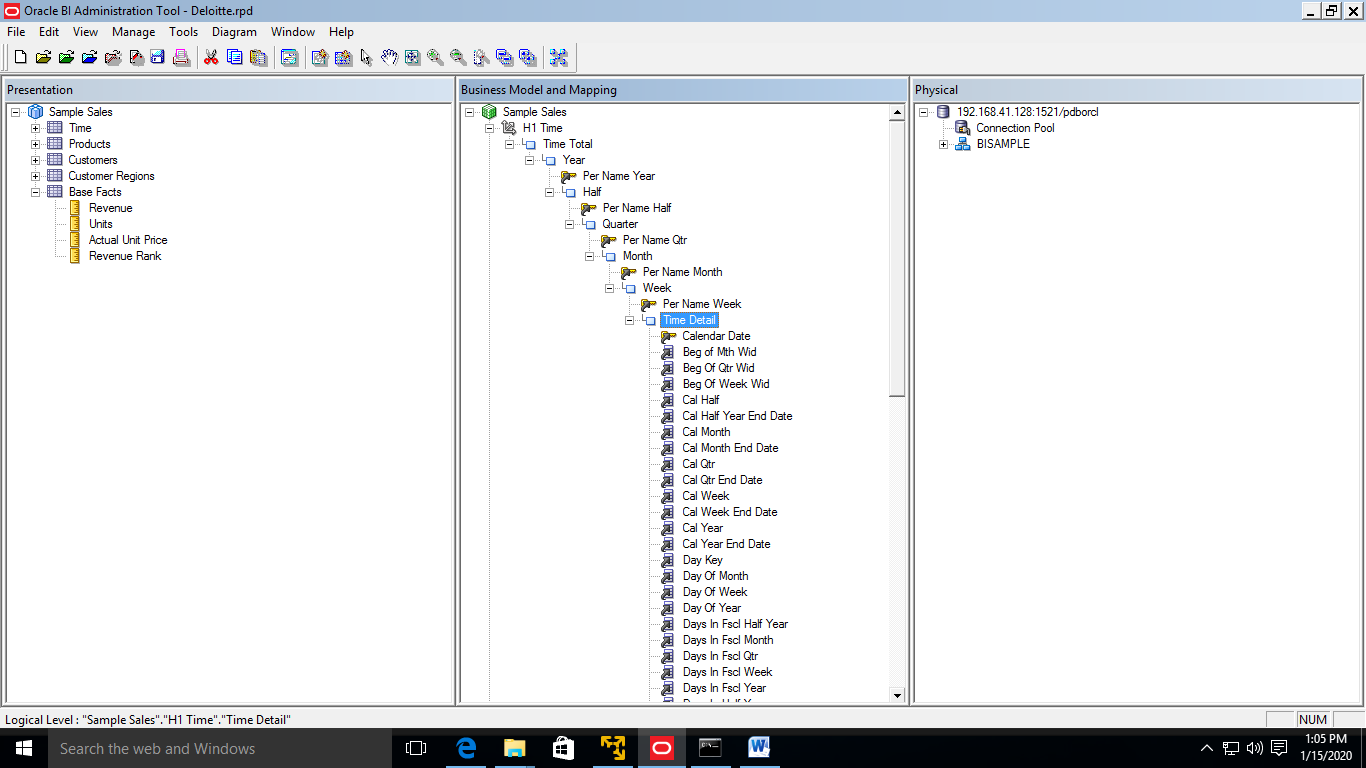 Oracle BI Administration Tool - Deloitte.rpd
File Edit View Manage Tools Diagram Window Help
Presentation
Sample Sales
Time
Products
Customers
Customer Regions
Base Facts
Revenue
Units
Actual Unit Price
Revenue Rank
Business Model and Mapping
Sample Sales
H1 Time
Time Total
Year
Per Name Year
Half
Per Name Half
Quarter
Per Name Qtr
Month
Per Name Month
Week
Per Name Week
Time Detail
Calendar Date
Beg of Mth Wid
Beg Of Qtr Wid
Beg Of Week Wid
Cal Half
Cal Half Year End Date
Cal Month
Cal Month End Date
Cal Qtr
Cal Qtr End Date
Cal Week
Cal Week End Date
Cal Year
Cal Year End Date
Day Key
Day Of Month
Day Of Week
Day Of Year
Days In Fscl Half Year
Days In Fscl Month
Days In Fscl Qtr
Days In Fscl Week
Days In Fscl Year
Physical
192.168.41.128:1521/pdborcl
Connection Pool
BISAMPLE
Logical Level : "Sample Sales"."H1 Time"."Time Detail"
NUM
Search the web and Windows
1:05 PM
1/15/2020